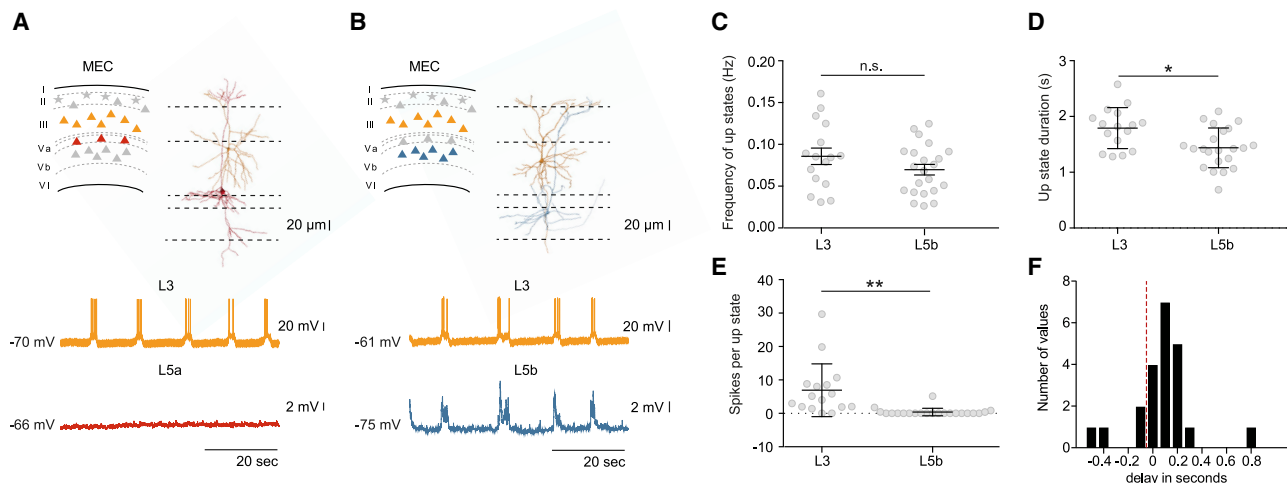 A
MEC
I
II
III
Va
Vb
VI
20 µm
L3
20 mV
-70 mV
L5a
2 mV
-66 mV
20 sec
B
MEC
I
II
III
Va
Vb
VI
20 µm
L3
20 mV
-61 mV
L5b
2 mV
-75 mV
20 sec
C
n.s.
Frequency of up states (Hz)
0.20
0.15
0.10
0.05
0.00
L3
L5b
D
*
Up state duration (s)
3
2
1
0
L3
L5b
E
**
Spikes per up state
40
30
20
10
0
-10
L3
L5b
F
Number of values
8
6
4
2
0
-0.4 -0.2 0 0.2 0.4 0.6 0.8
delay in seconds